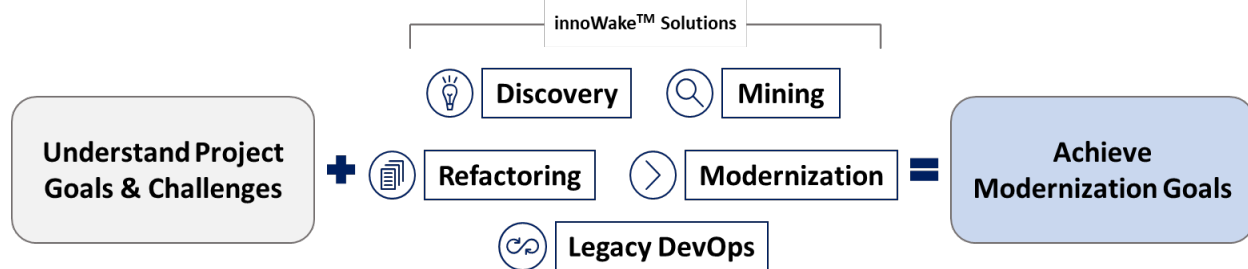 innoWake™ Solutions
Discovery
Mining
Understand Project
Goals & Challenges
+
Refactoring
Modernization
=
Achieve
Modernization Goals
Legacy DevOps